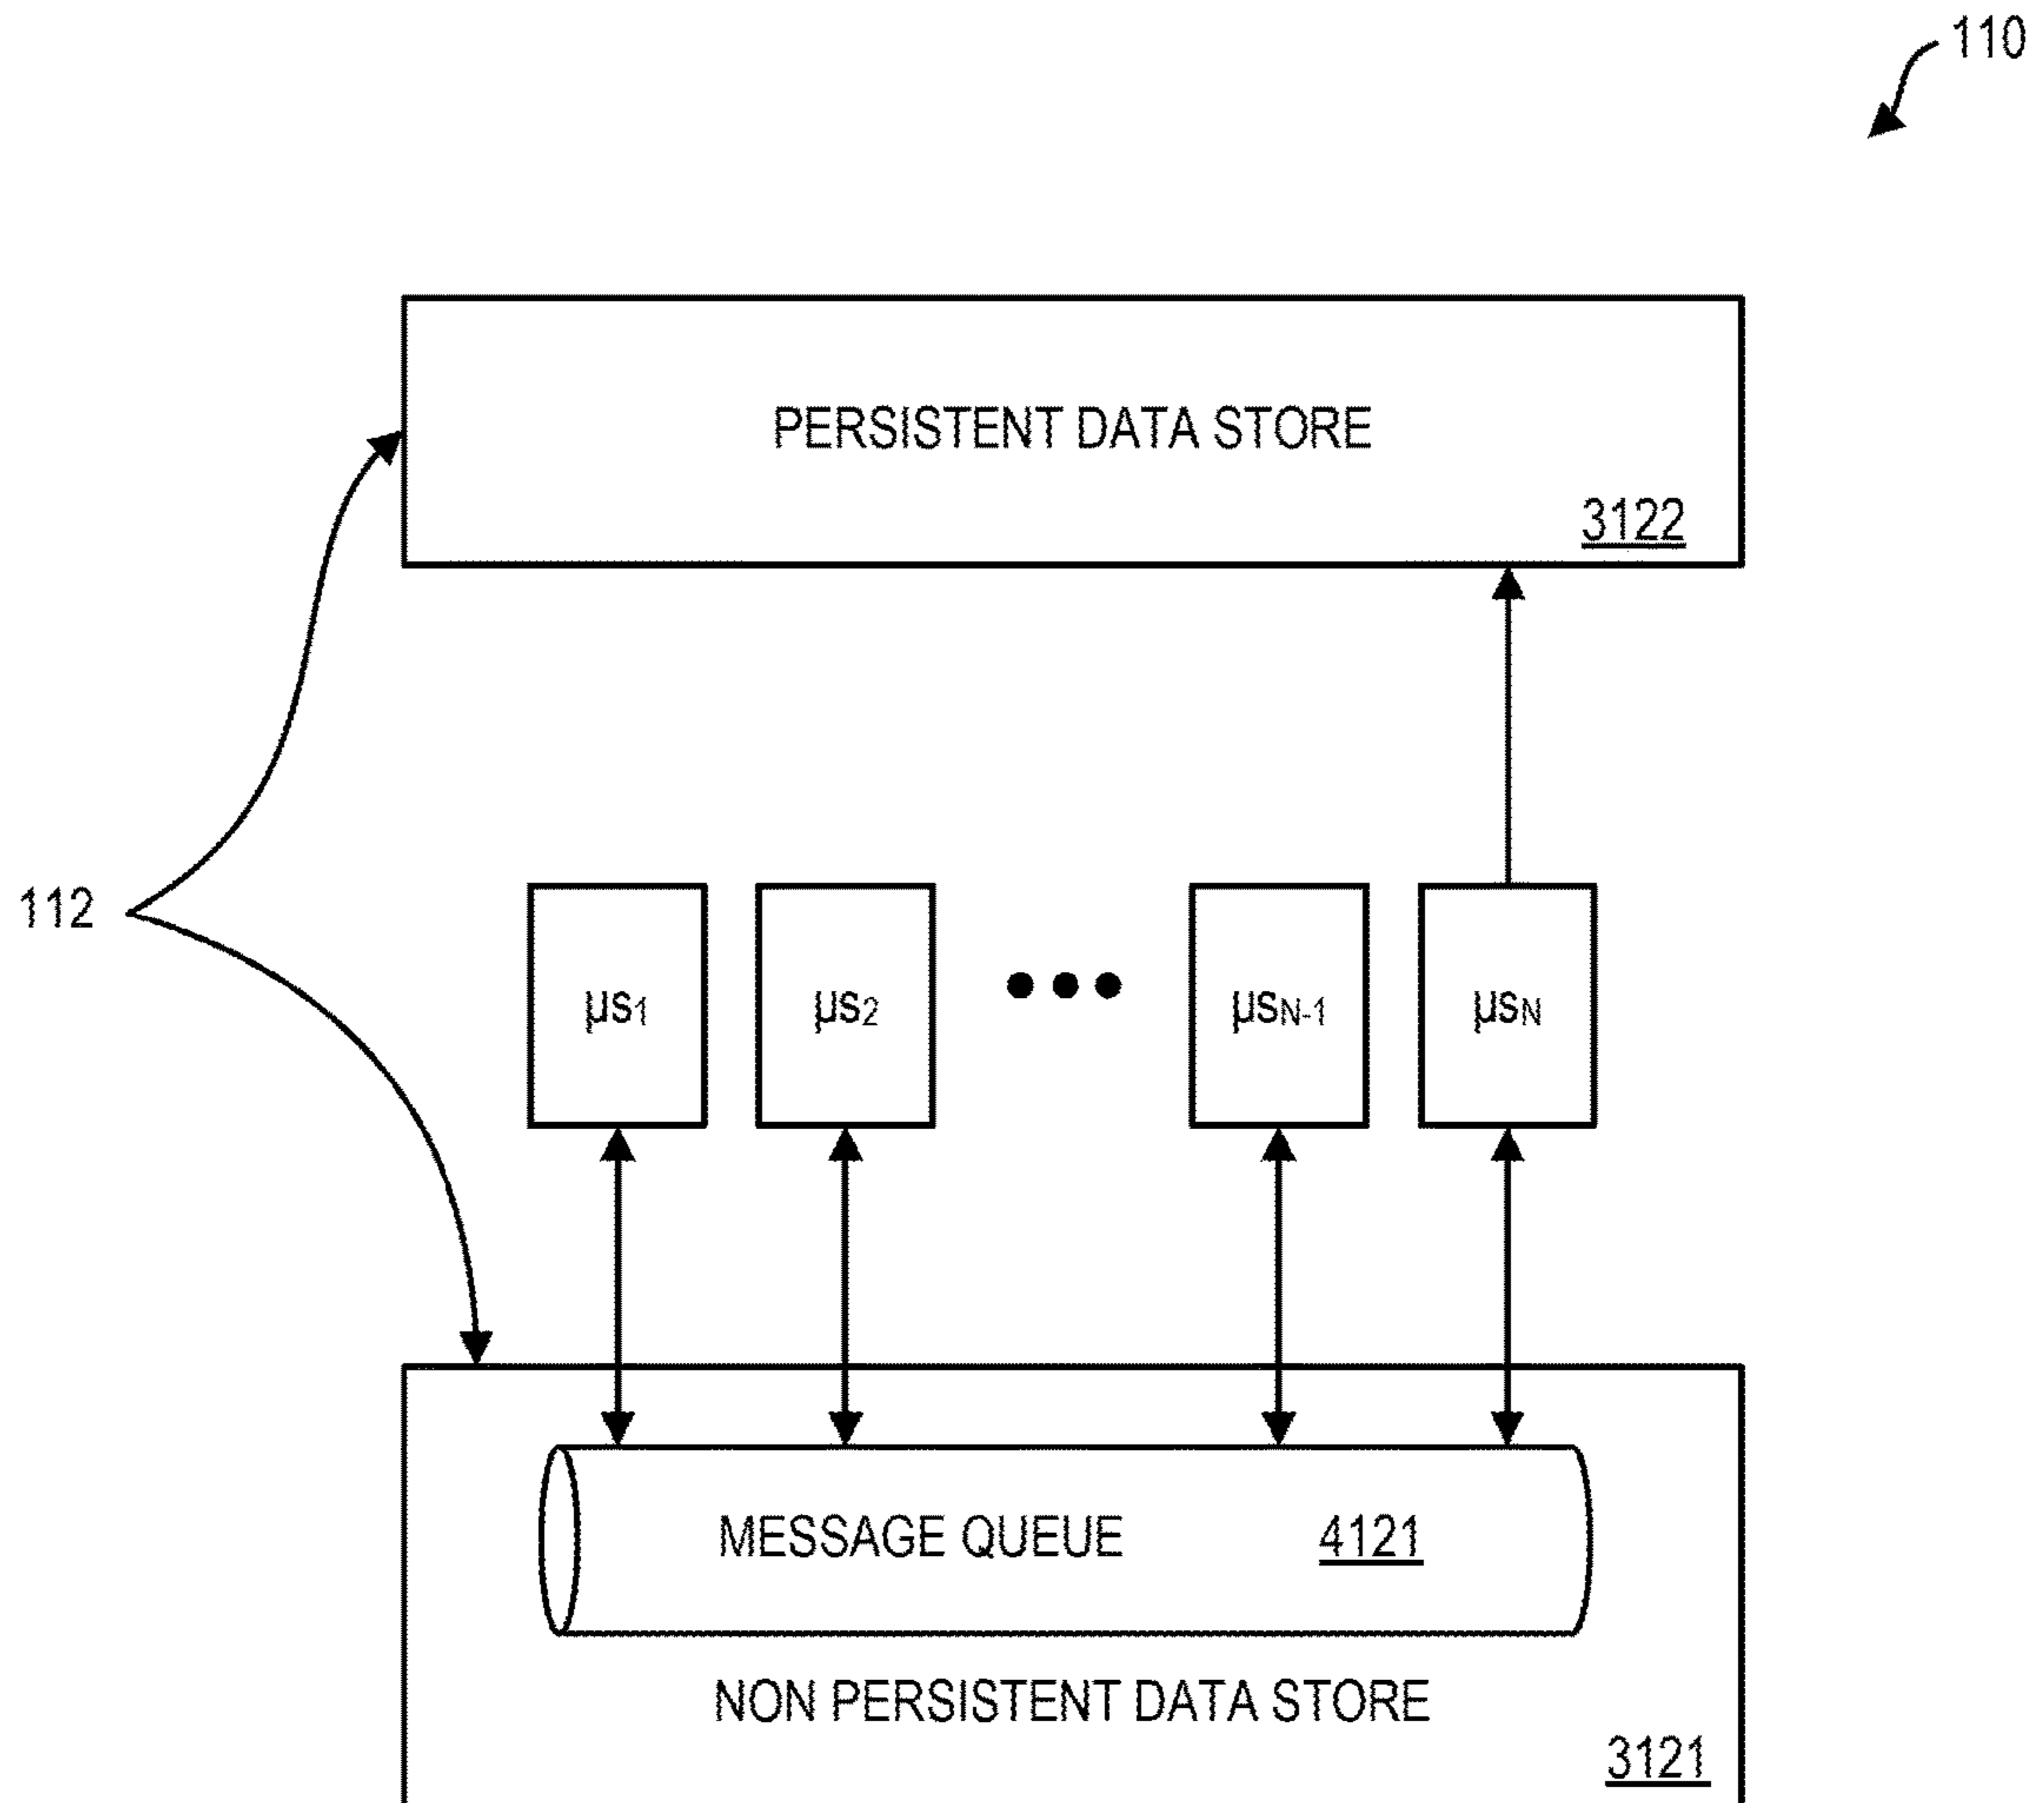 110
PERSISTENT DATA STORE
3122
112
µs1
µs2
µsN-1
µsN
MESSAGE QUEUE 4121
NON PERSISTENT DATA STORE
3121